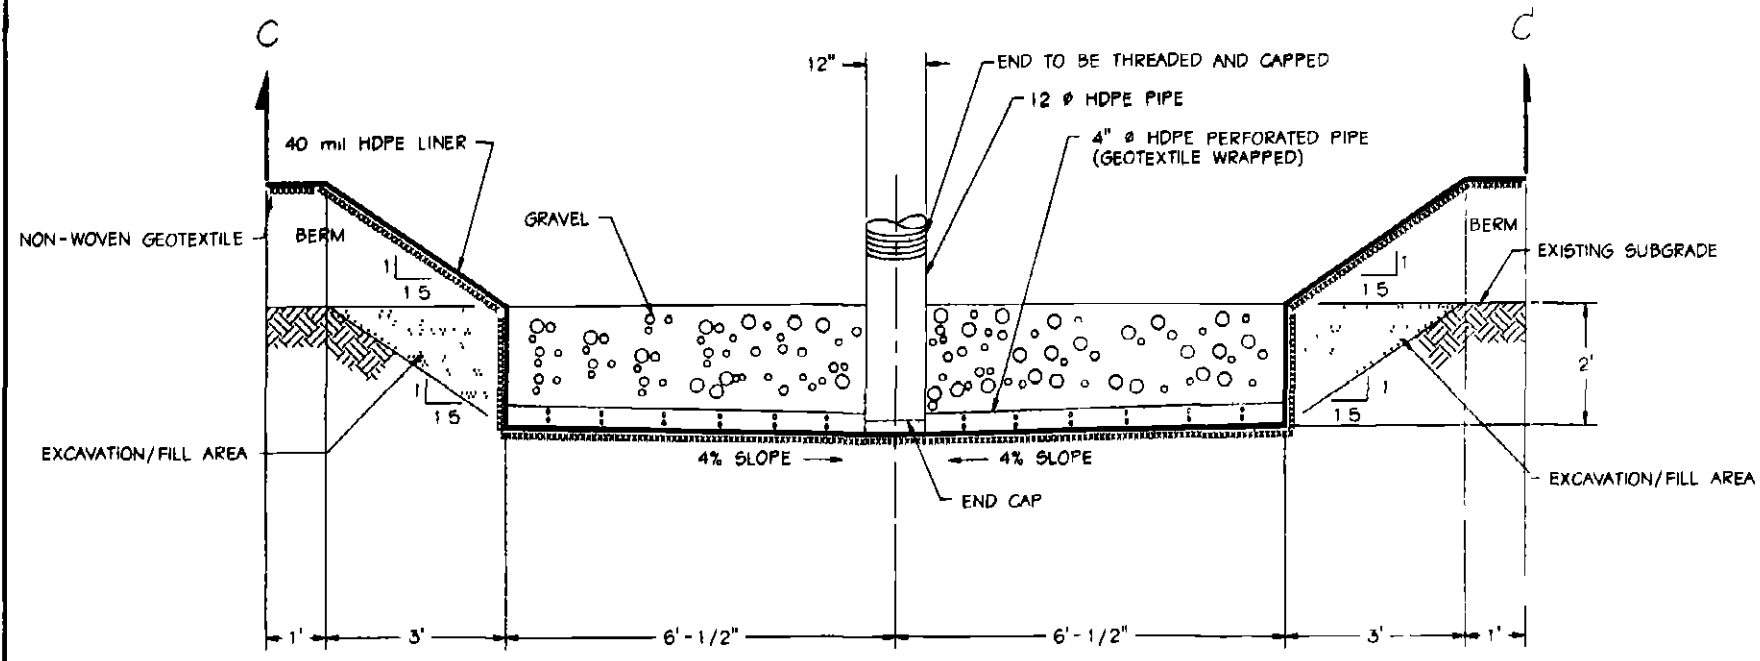 C
C
12"
END TO BE THREADED AND CAPPED
12 Ø HDPE PIPE
40 mil HDPE LINER
4" Ø HDPE PERFORATED PIPE
(GEOTEXTILE WRAPPED)
GRAVEL
NON-WOVEN GEOTEXTILE
BERM
BERM
EXISTING SUBGRADE
1
1 5
1
1 5
2'
1
1 5
1
1 5
EXCAVATION/FILL AREA
4% SLOPE
4% SLOPE
EXCAVATION/FILL AREA
END CAP
1'
3'
6'-1/2"
6'-1/2"
3'
1'